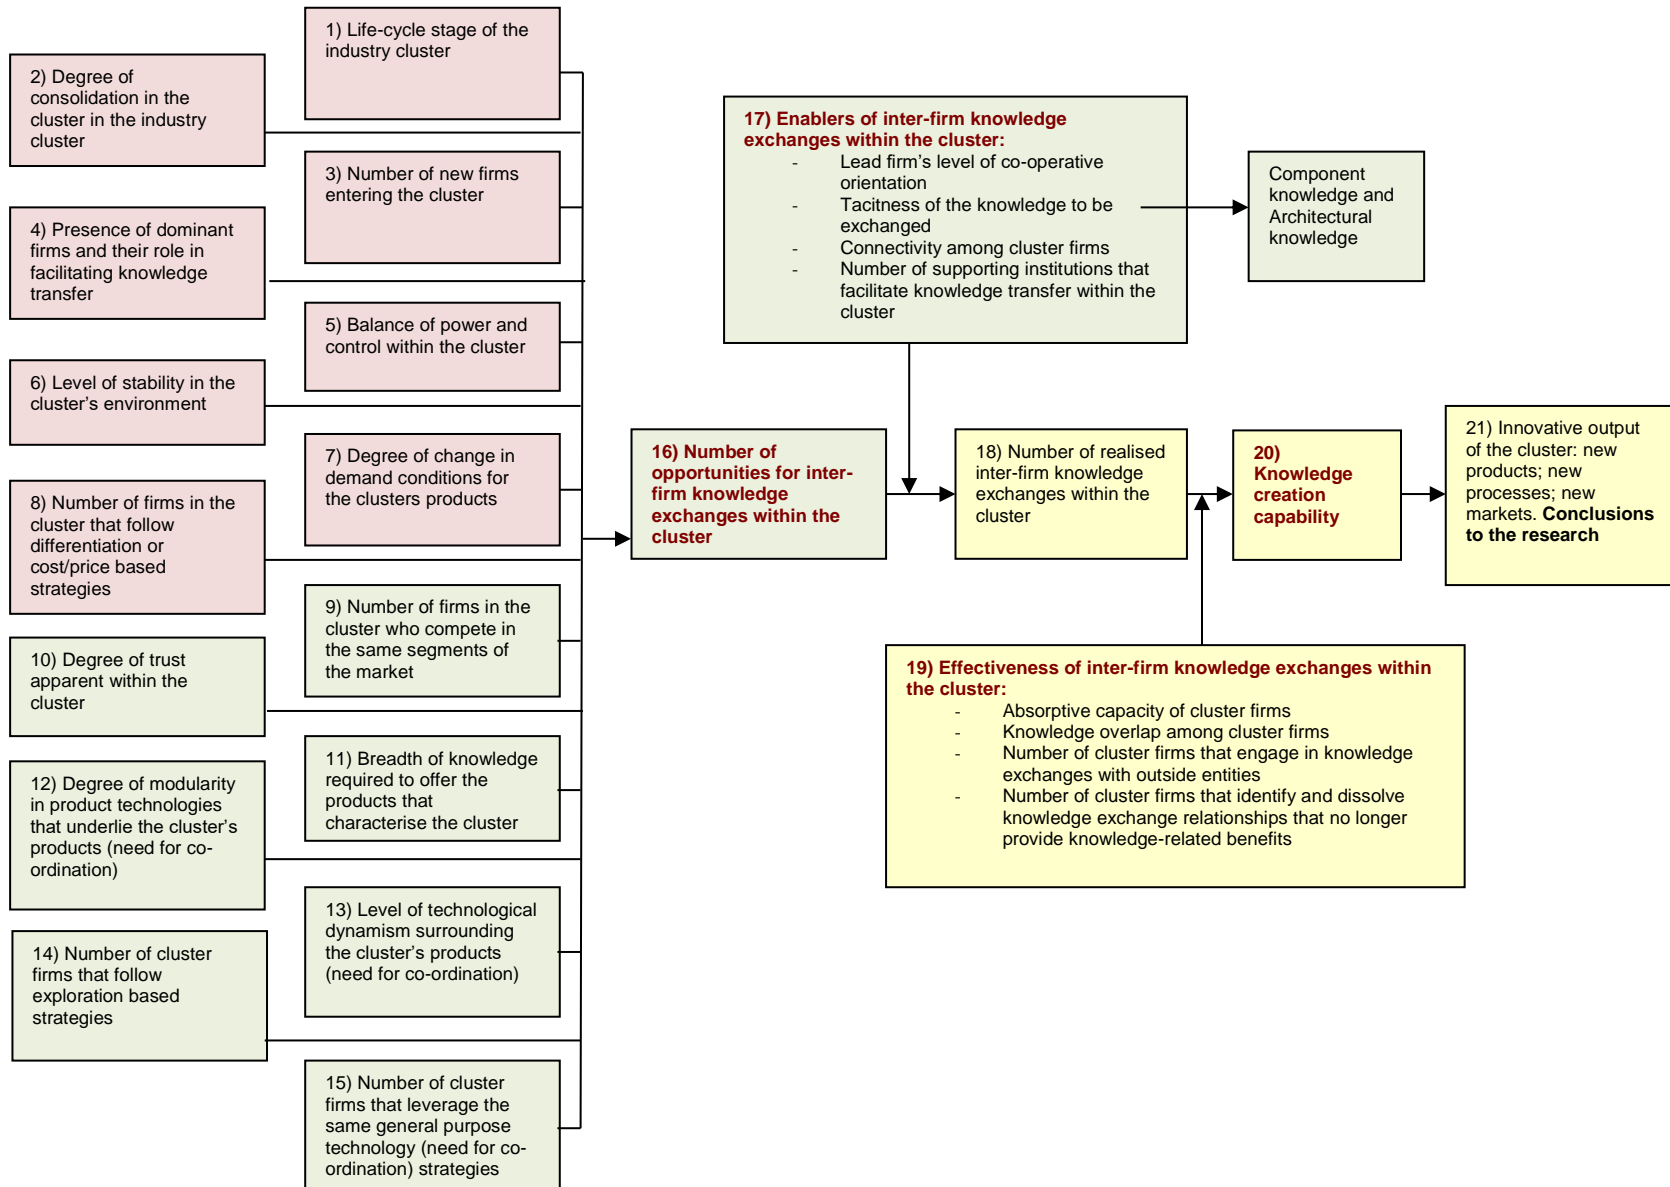 1) Life-cycle stage of the
industry cluster
2) Degree of
consolidation in the
cluster in the industry
cluster
3) Number of new firms
entering the cluster
4) Presence of dominant
firms and their role in
facilitating knowledge
transfer
5) Balance of power and
control within the cluster
6) Level of stability in the
cluster’s environment
7) Degree of change in
demand conditions for
the clusters products
8) Number of firms in the
cluster that follow
differentiation or
cost/price based
strategies
9) Number of firms in the
cluster who compete in
the same segments of
the market
10) Degree of trust
apparent within the
cluster
11) Breadth of knowledge
required to offer the
products that
characterise the cluster
12) Degree of modularity
in product technologies
that underlie the cluster’s
products (need for co-
ordination)
13) Level of technological
dynamism surrounding
the cluster’s products
(need for co-ordination)
14) Number of cluster
firms that follow
exploration based
strategies
15) Number of cluster
firms that leverage the
same general purpose
technology (need for co-
ordination) strategies
16) Number of
opportunities for inter-
firm knowledge
exchanges within the
cluster
17) Enablers of inter-firm knowledge
exchanges within the cluster:
- Lead firm’s level of co-operative
orientation
- Tacitness of the knowledge to be
exchanged
- Connectivity among cluster firms
- Number of supporting institutions that
facilitate knowledge transfer within the
cluster
Component
knowledge and
Architectural
knowledge
18) Number of realised
inter-firm knowledge
exchanges within the
cluster
19) Effectiveness of inter-firm knowledge exchanges within
the cluster:
- Absorptive capacity of cluster firms
- Knowledge overlap among cluster firms
- Number of cluster firms that engage in knowledge
exchanges with outside entities
- Number of cluster firms that identify and dissolve
knowledge exchange relationships that no longer
provide knowledge-related benefits
20)
Knowledge
creation
capability
21) Innovative output
of the cluster: new
products; new
processes; new
markets. Conclusions
to the research